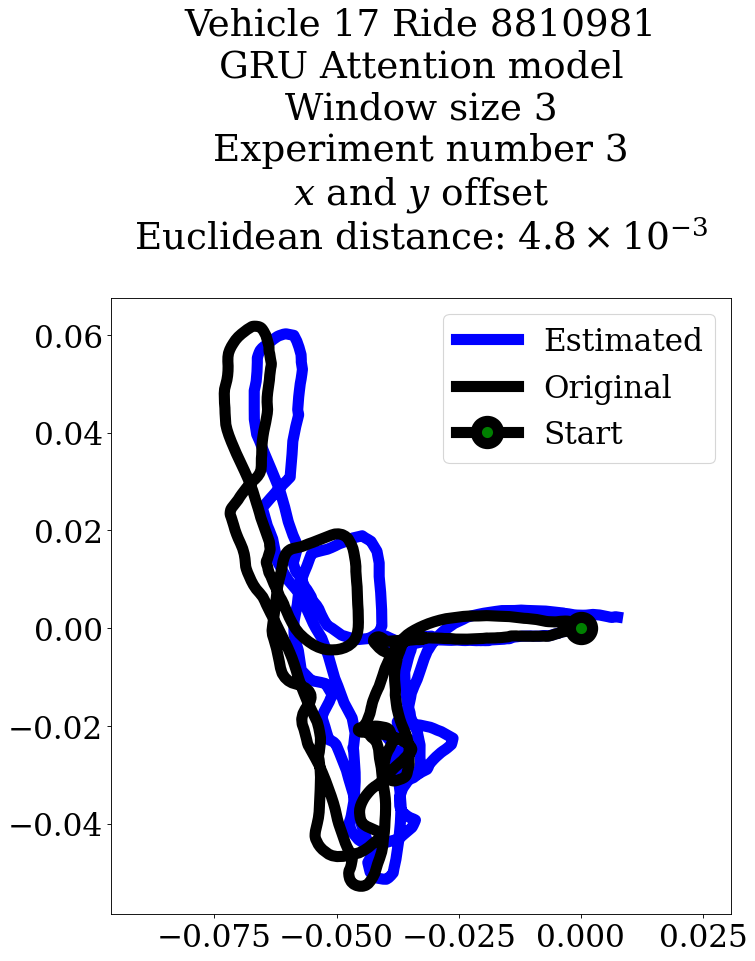 Vehicle 17 Ride 8810981
GRU Attention model
Window size 3
Experiment number 3
x and y offset
Euclidean distance: 4.8 × 10⁻³
Estimated
Original
Start
0.06
0.04
0.02
0.00
−0.02
−0.04
−0.075 −0.050 −0.025 0.000 0.025